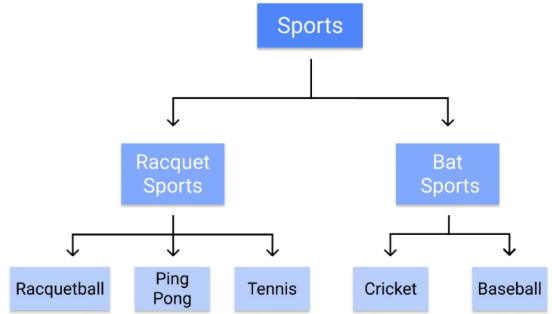 Sports
Racquet
Sports
Bat
Sports
Racquetball
Ping
Pong
Tennis
Cricket
Baseball